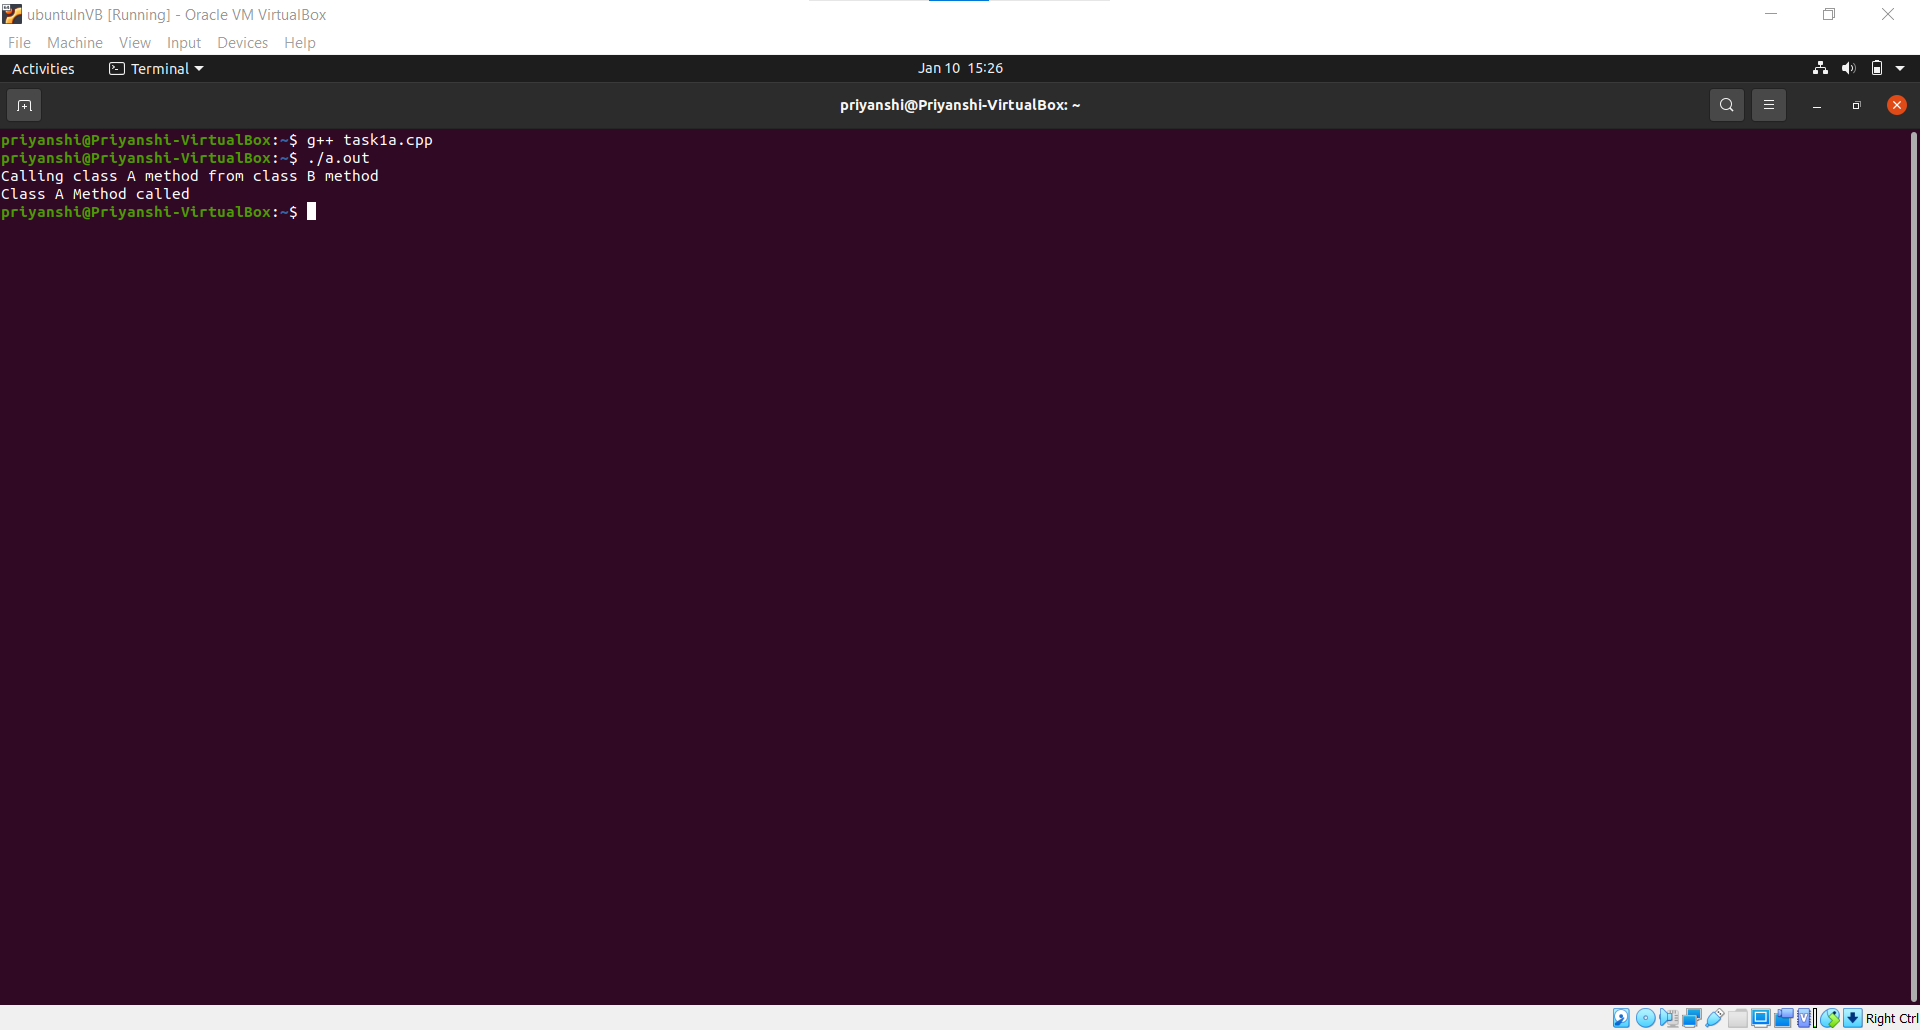 ubuntuInVB [Running] - Oracle VM VirtualBox
File Machine View Input Devices Help
Activities Terminal Jan 10 15:26
priyanshi@Priyanshi-VirtualBox: ~
priyanshi@Priyanshi-VirtualBox:~$ g++ task1a.cpp
priyanshi@Priyanshi-VirtualBox:~$ ./a.out
Calling class A method from class B method
Class A Method called
priyanshi@Priyanshi-VirtualBox:~$
Right Ctrl